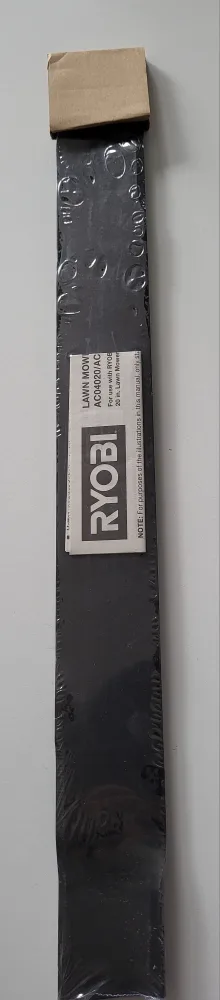 RYOBI
LAWN MOW
AC04020/AC
For use with RYOB
20 in. Lawn Mower
NOTE: For purposes of the illustrations in this manual, only st